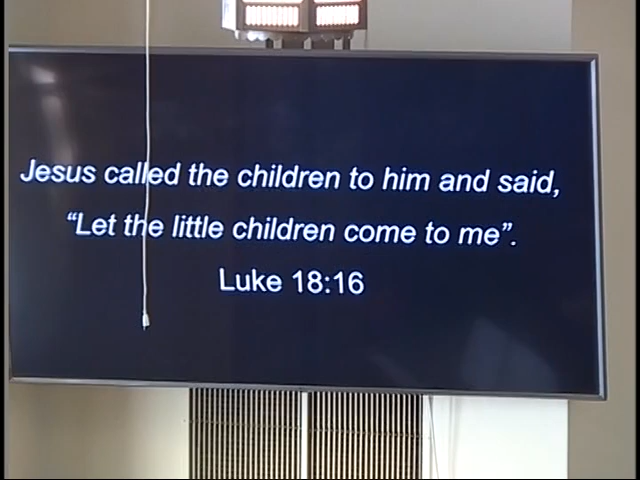 Jesus called the children to him and said,
“Let the little children come to me”.
Luke 18:16